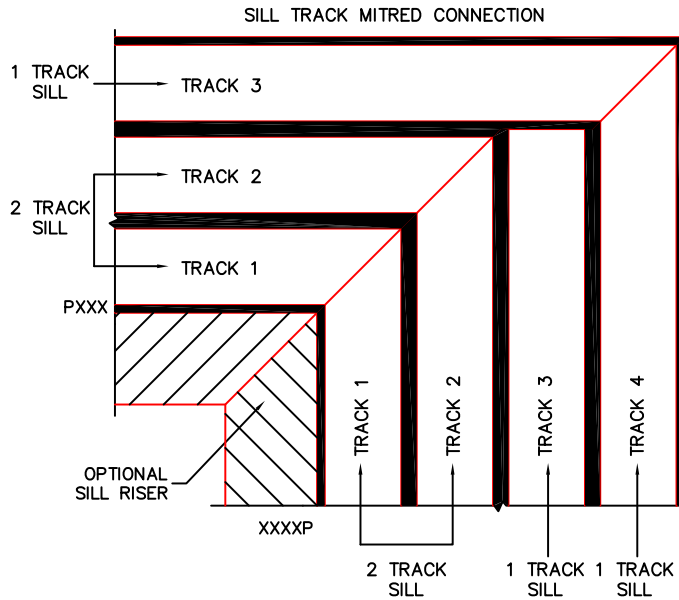 SILL TRACK MITRED CONNECTION
1 TRACK
SILL
TRACK 3
TRACK 2
2 TRACK
SILL
TRACK 1
PXXX
TRACK 1
TRACK 2
TRACK 3
TRACK 4
OPTIONAL
SILL RISER
XXXXP
2 TRACK
SILL
1 TRACK
SILL
1 TRACK
SILL